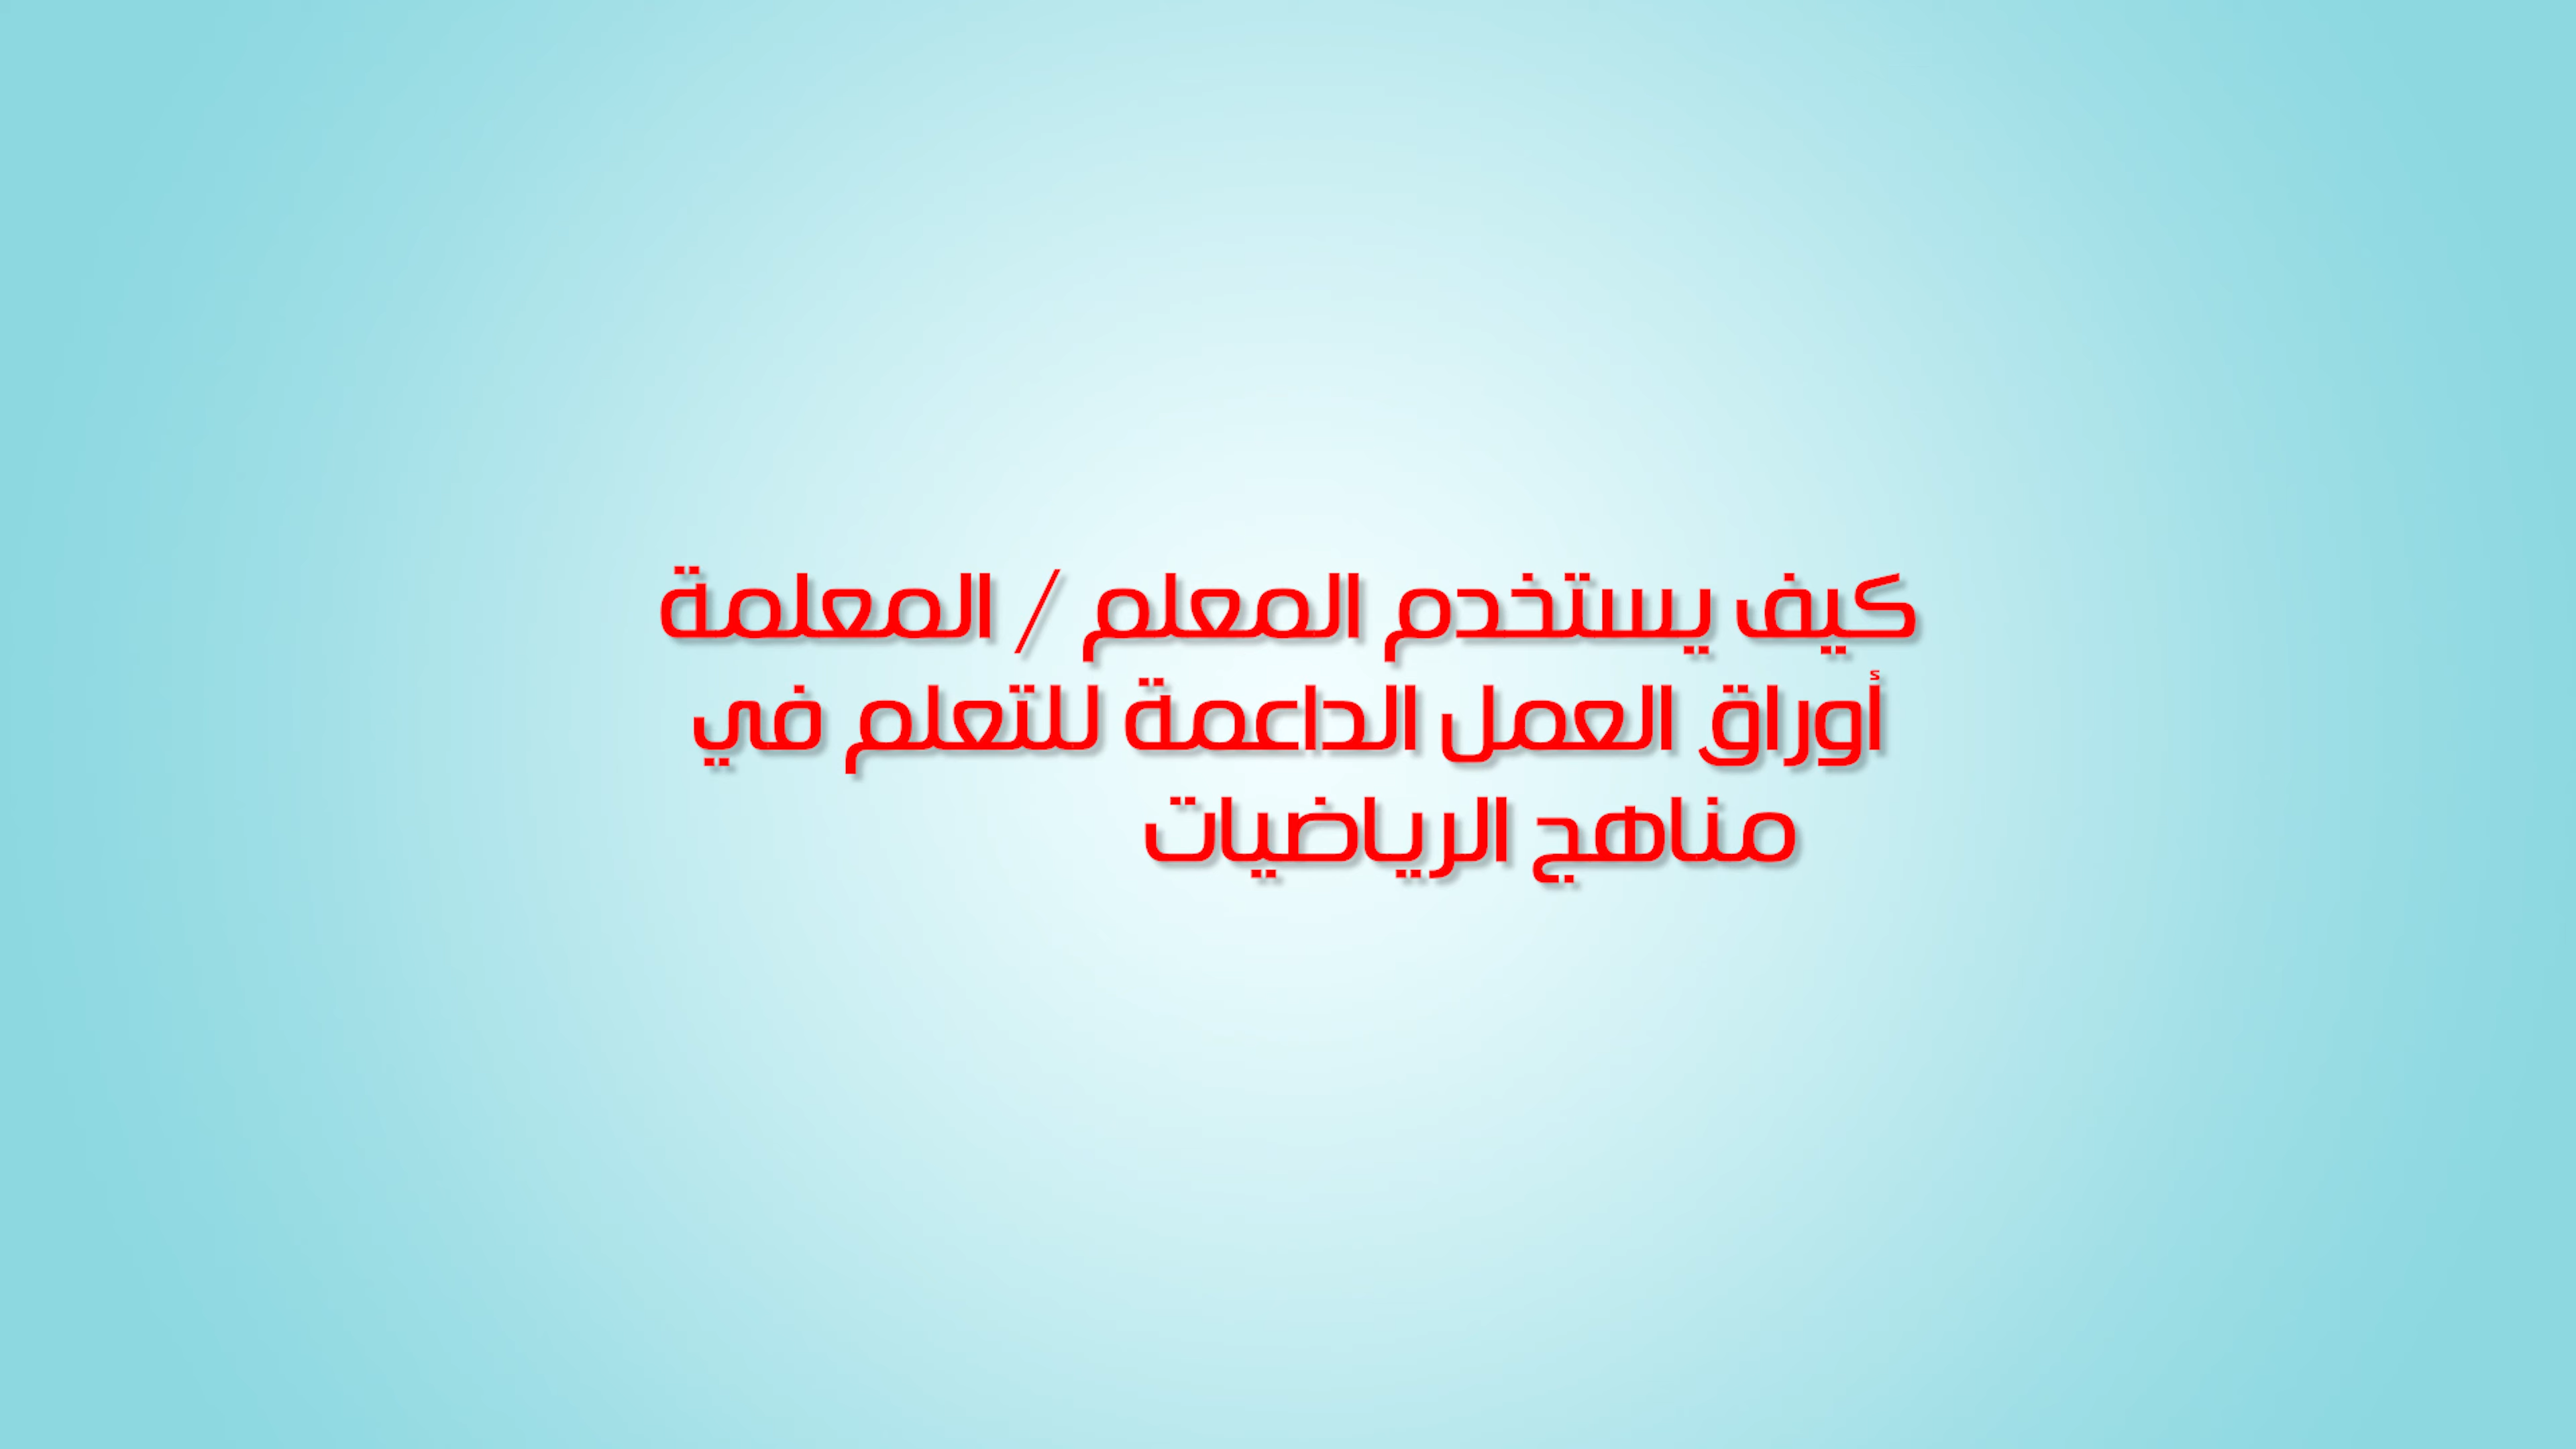 كيف يستخدم المعلم / المعلمة
أوراق العمل الداعمة للتعلم في
مناهج الرياضيات